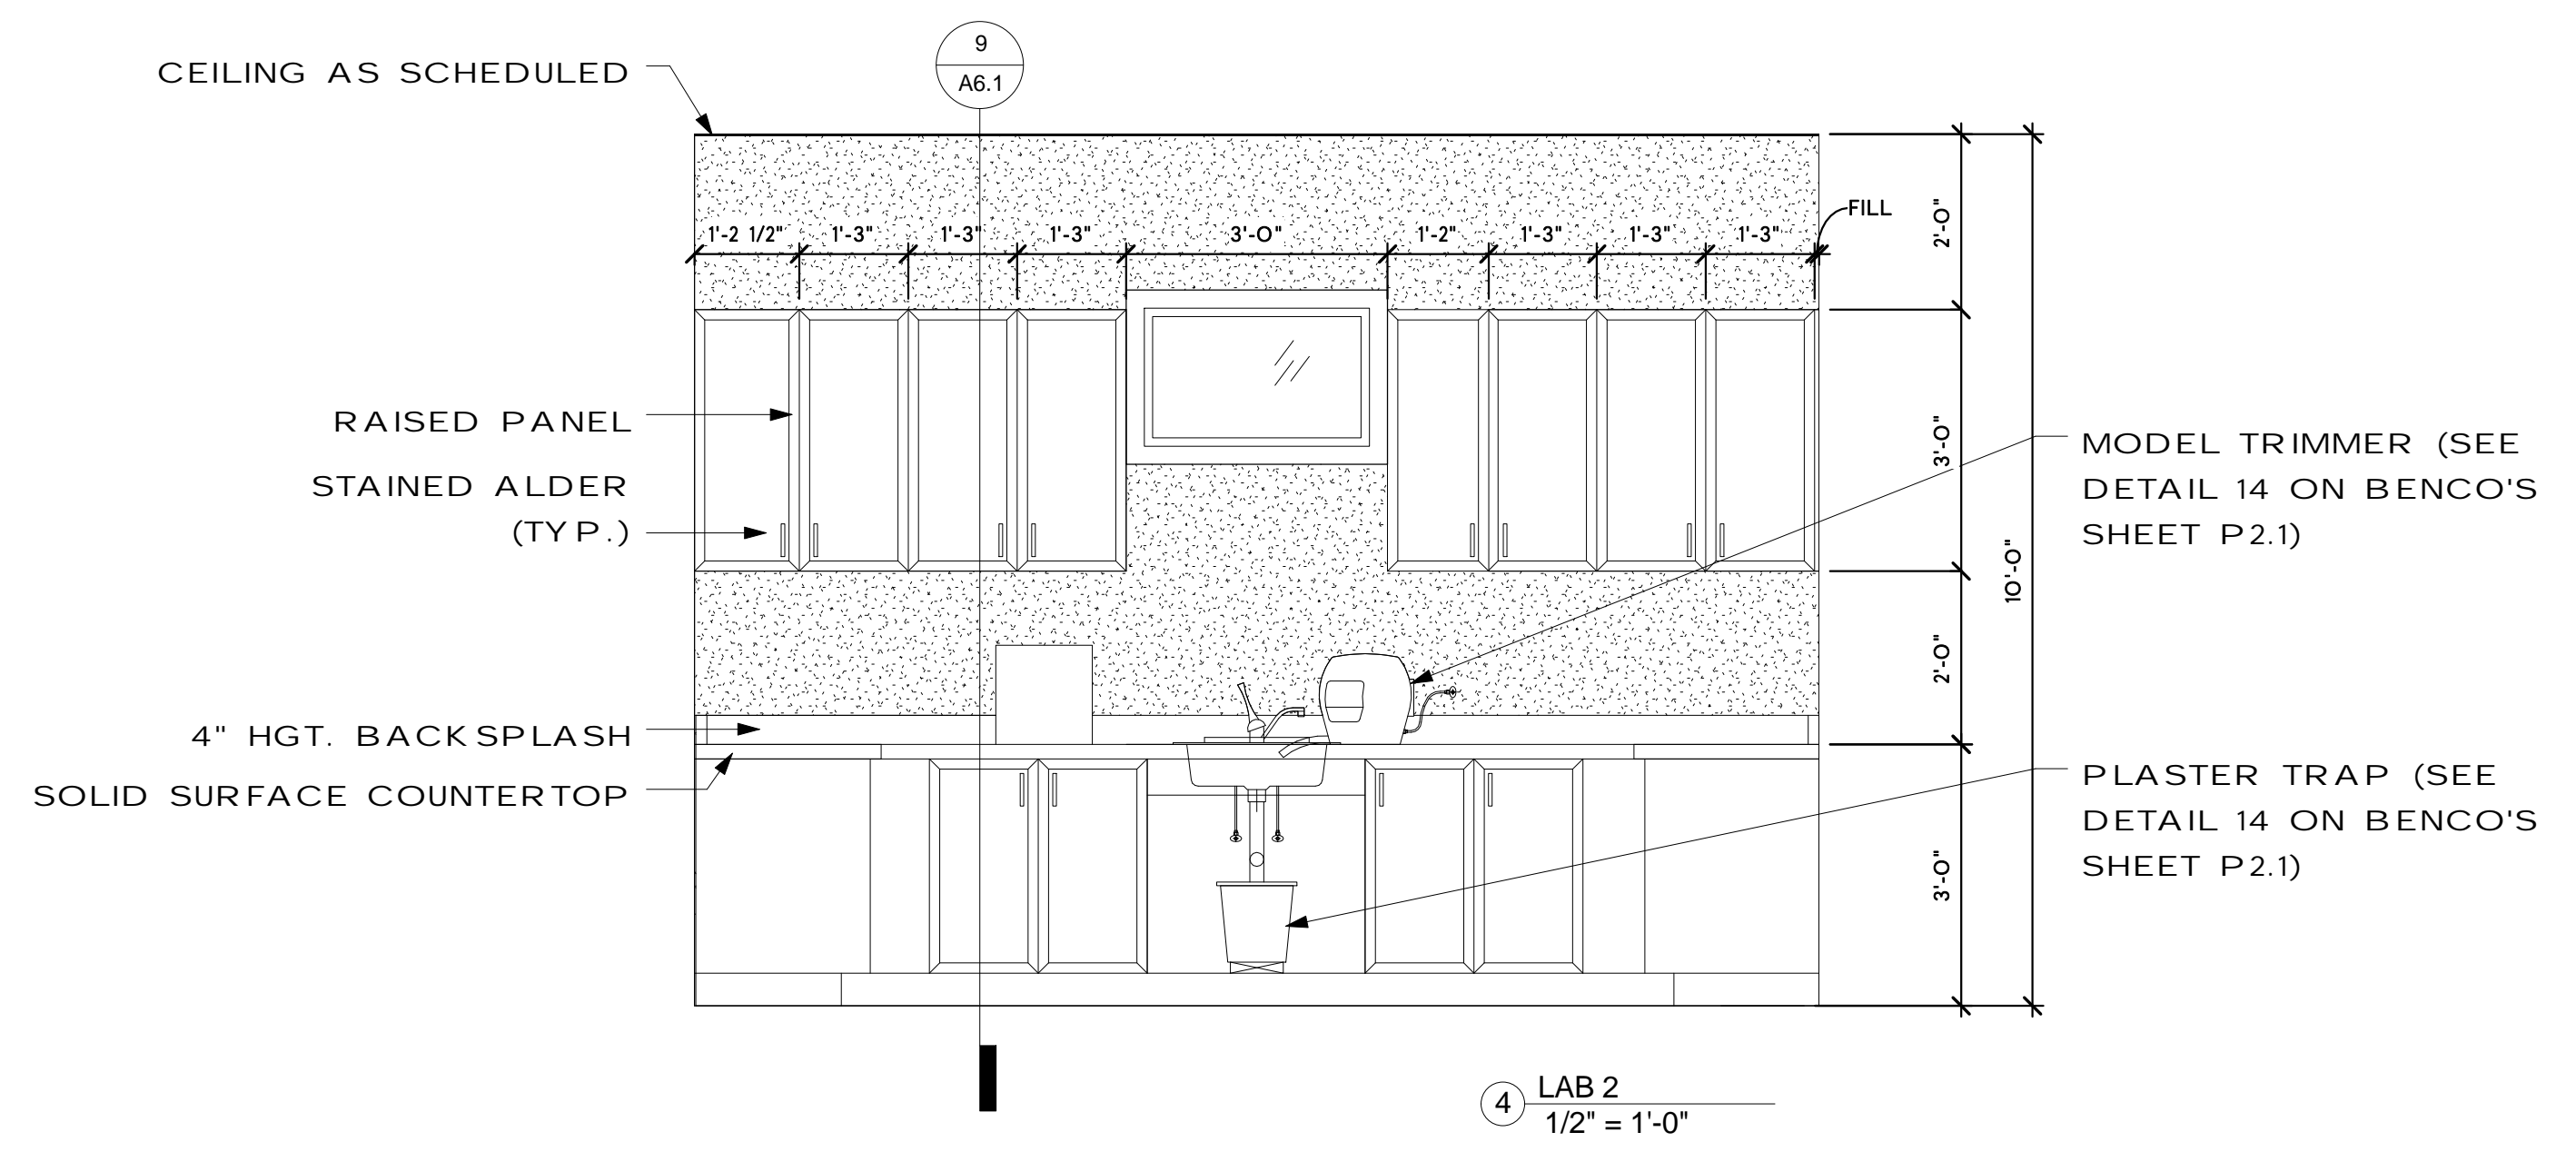 9
A6.1
CEILING AS SCHEDULED
FILL
1'-2 1/2"
1'-3"
1'-3"
1'-3"
3'-0"
1'-2"
1'-3"
1'-3"
1'-3"
2'-0"
3'-0"
2'-0"
3'-0"
10'-0"
RAISED PANEL
STAINED ALDER
(TYP.)
4" HGT. BACKSPLASH
SOLID SURFACE COUNTERTOP
MODEL TRIMMER (SEE
DETAIL 14 ON BENCO'S
SHEET P2.1)
PLASTER TRAP (SEE
DETAIL 14 ON BENCO'S
SHEET P2.1)
4
LAB 2
1/2" = 1'-0"